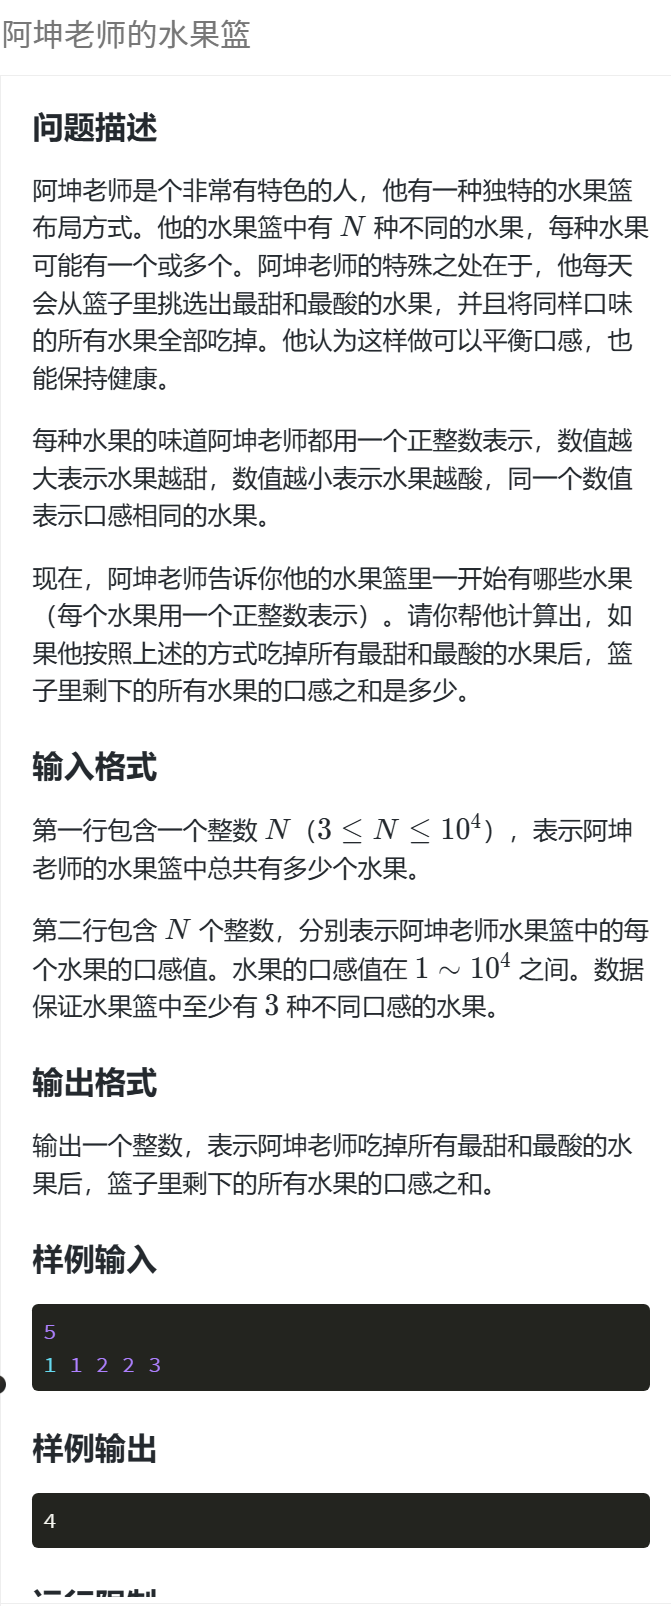 阿坤老师的水果篮
问题描述
阿坤老师是个非常有特色的人，他有一种独特的水果篮
布局方式。他的水果篮中有 N 种不同的水果，每种水果
可能有一个或多个。阿坤老师的特殊之处在于，他每天
会从篮子里挑选出最甜和最酸的水果，并且将同样口味
的所有水果全部吃掉。他认为这样做可以平衡口感，也
能保持健康。
每种水果的味道阿坤老师都用一个正整数表示，数值越
大表示水果越甜，数值越小表示水果越酸，同一个数值
表示口感相同的水果。
现在，阿坤老师告诉你他的水果篮里一开始有哪些水果
（每个水果用一个正整数表示）。请你帮他计算出，如
果他按照上述的方式吃掉所有最甜和最酸的水果后，篮
子里剩下的所有水果的口感之和是多少。
输入格式
第一行包含一个整数 N（3 ≤ N ≤ 10⁴），表示阿坤
老师的水果篮中总共有多少个水果。
第二行包含 N 个整数，分别表示阿坤老师水果篮中的每
个水果的口感值。水果的口感值在 1 ∼ 10⁴ 之间。数据
保证水果篮中至少有 3 种不同口感的水果。
输出格式
输出一个整数，表示阿坤老师吃掉所有最甜和最酸的水
果后，篮子里剩下的所有水果的口感之和。
样例输入
5
1 1 2 2 3
样例输出
4